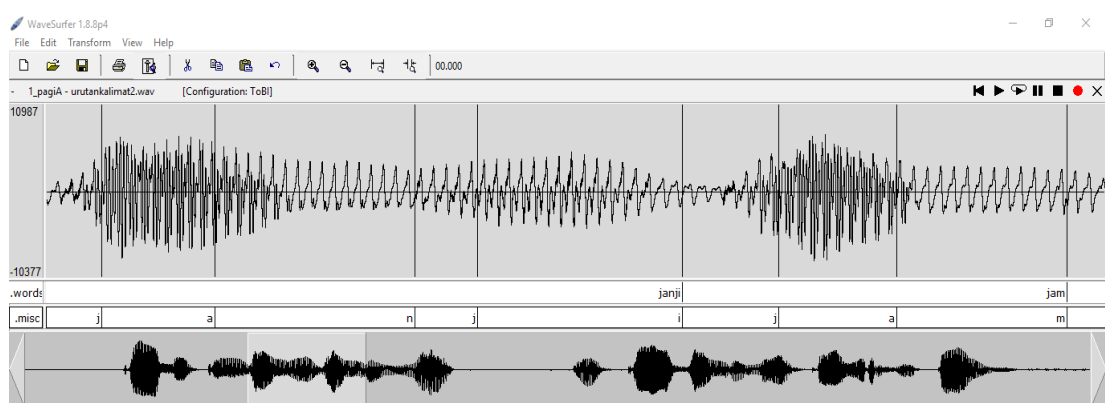 WaveSurfer 1.8.8p4
File Edit Transform View Help
00.000
- 1_pagiA - urutankalimat2.wav [Configuration: ToBI]
10987
-10377
.words janji jam
.misc j a n j i j a m